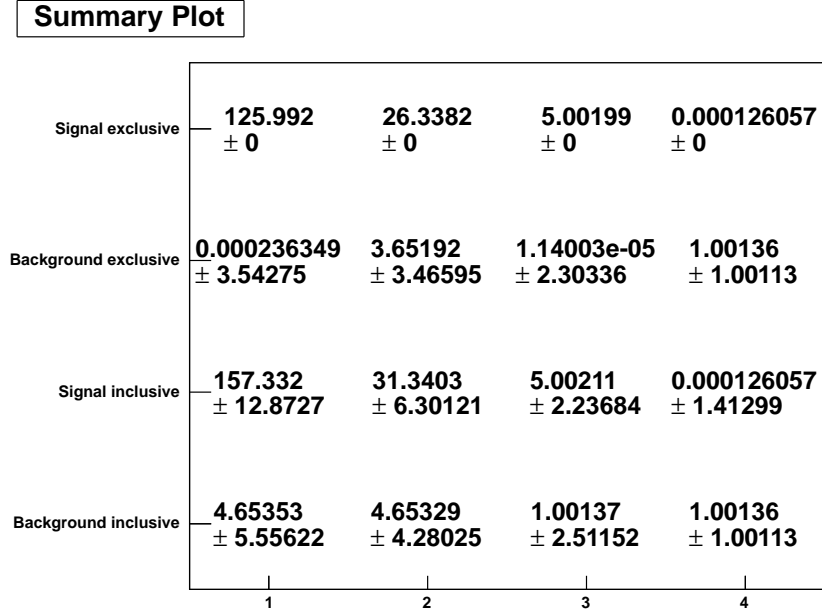 Summary Plot
Signal exclusive 125.992 26.3382 5.00199 0.000126057
± 0 ± 0 ± 0 ± 0
Background exclusive 0.000236349 3.65192 1.14003e-05 1.00136
± 3.54275 ± 3.46595 ± 2.30336 ± 1.00113
Signal inclusive 157.332 31.3403 5.00211 0.000126057
± 12.8727 ± 6.30121 ± 2.23684 ± 1.41299
Background inclusive 4.65353 4.65329 1.00137 1.00136
± 5.55622 ± 4.28025 ± 2.51152 ± 1.00113
1 2 3 4